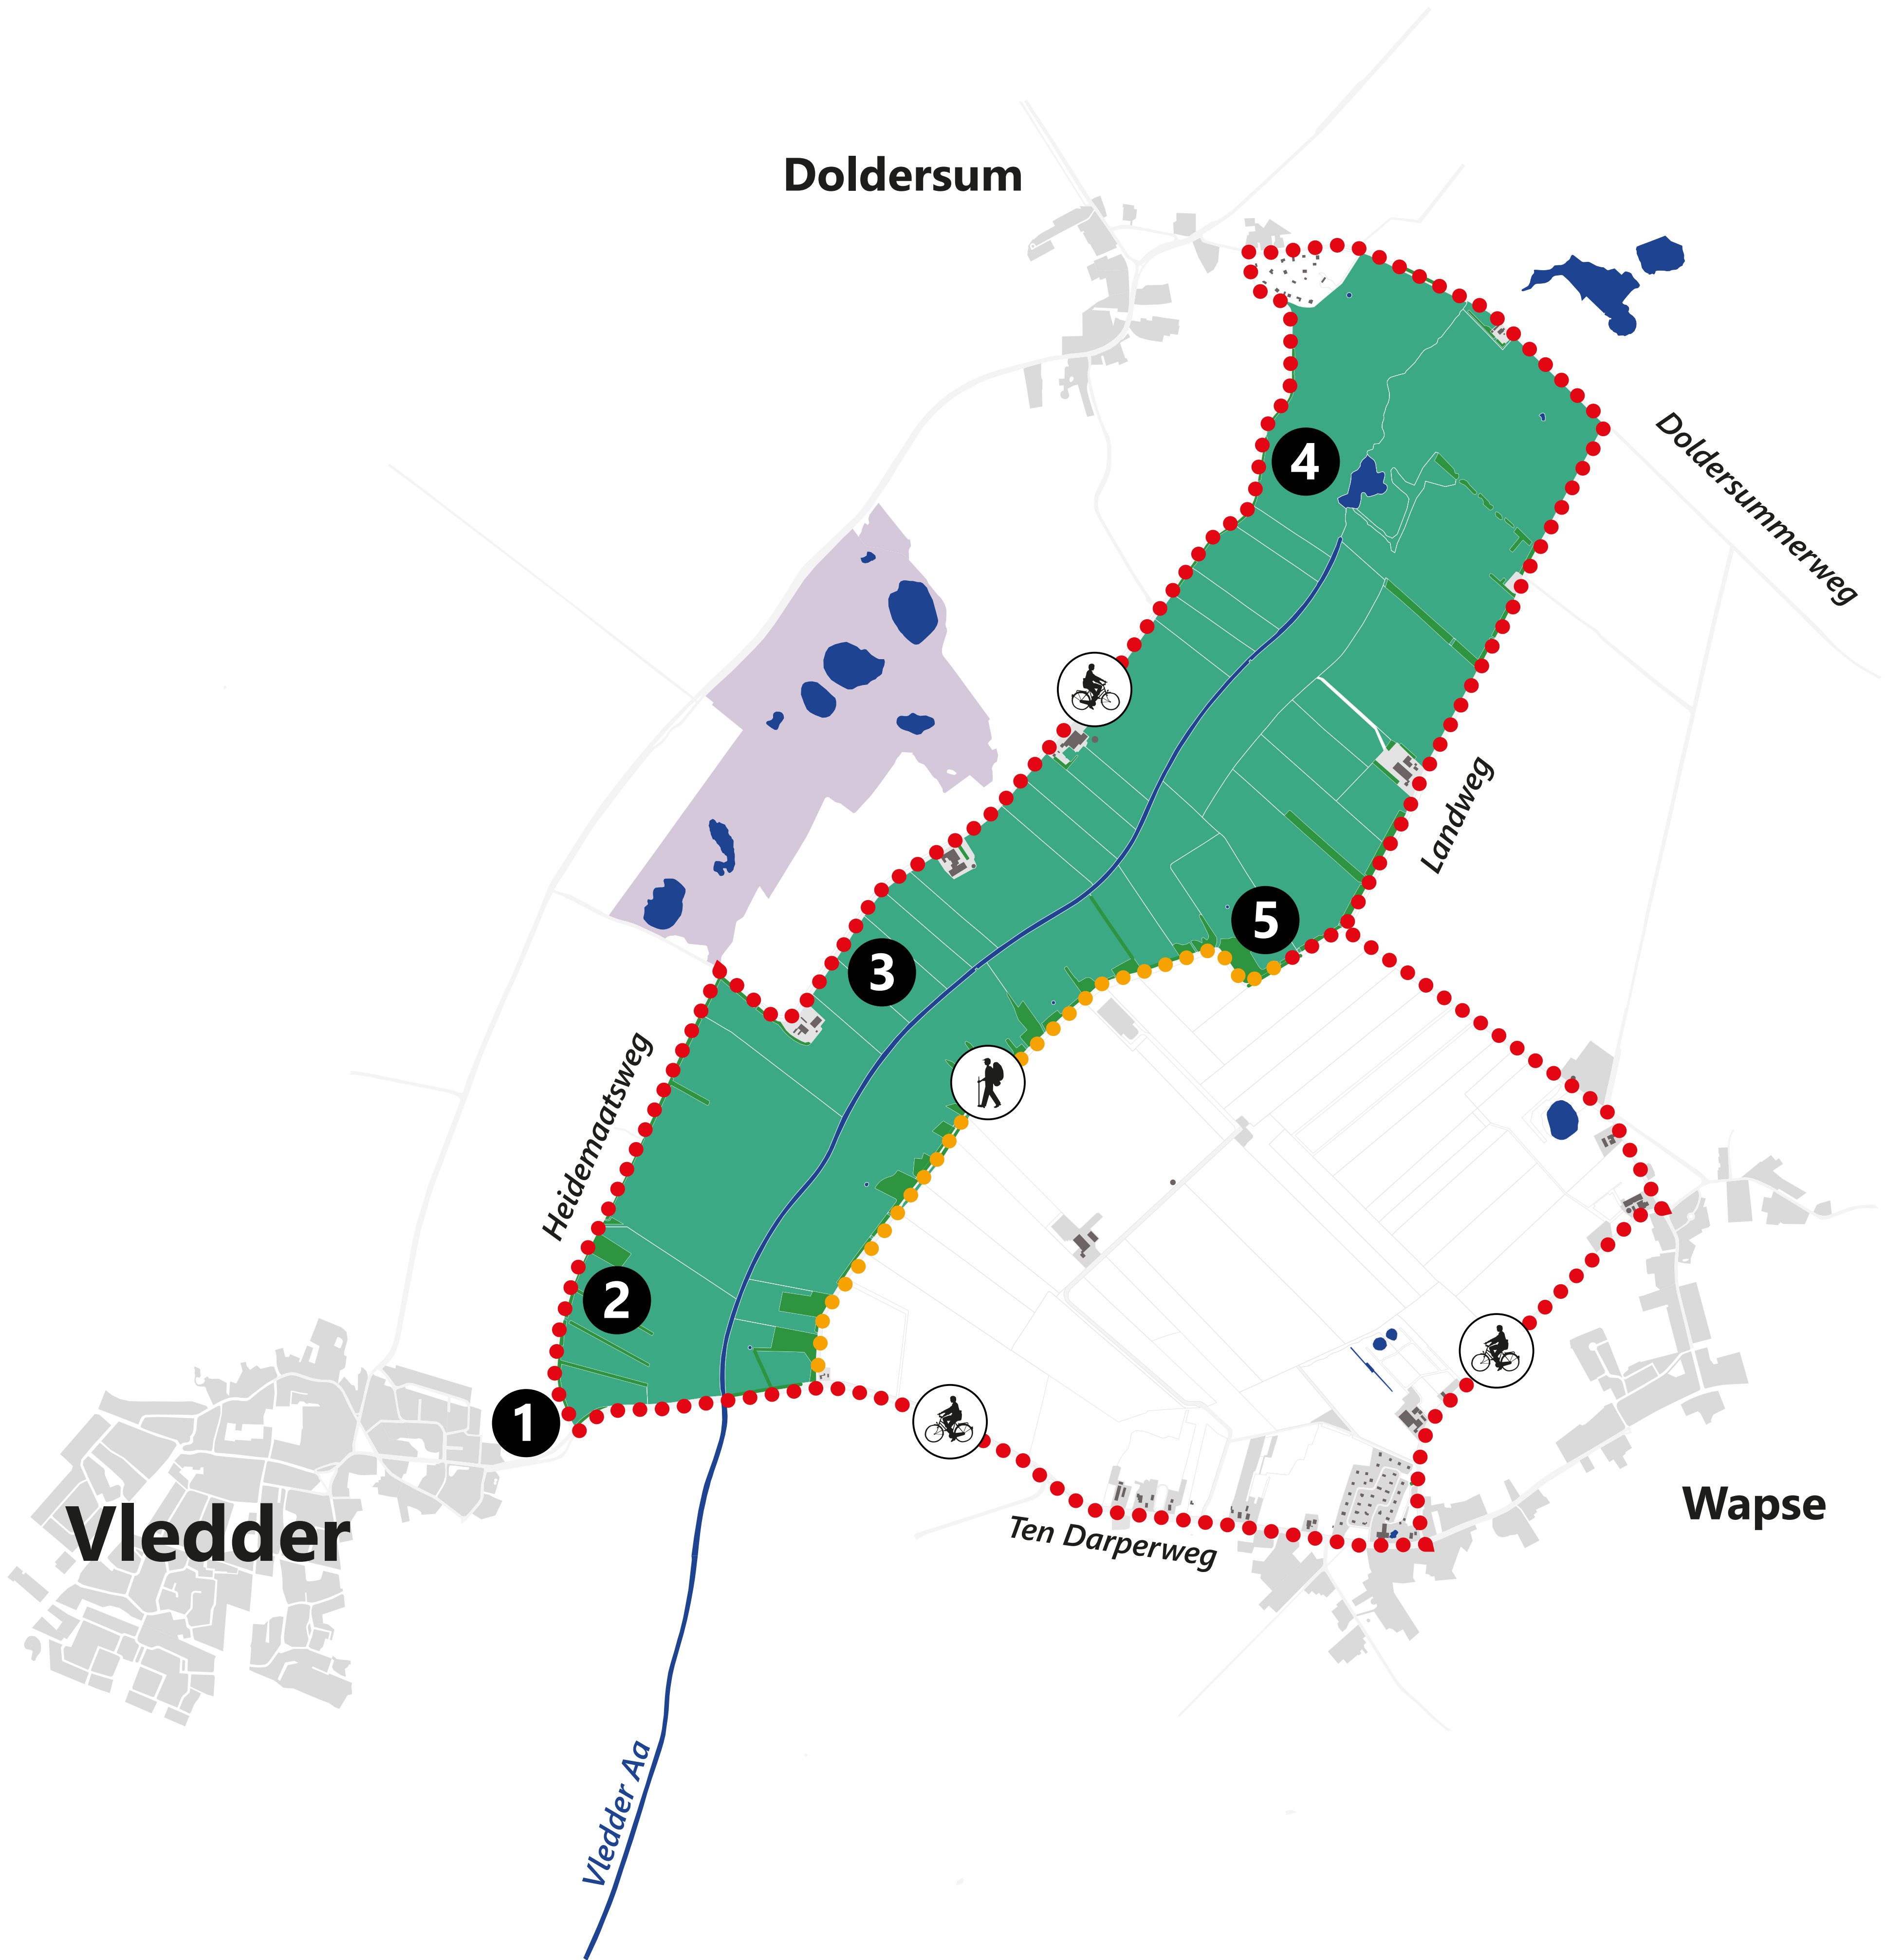 Doldersum
4
Doldersummerweg
Landweg
5
3
Heidemaatsweg
2
1
Vledder
Wapse
Ten Darperweg
Vledder Aa